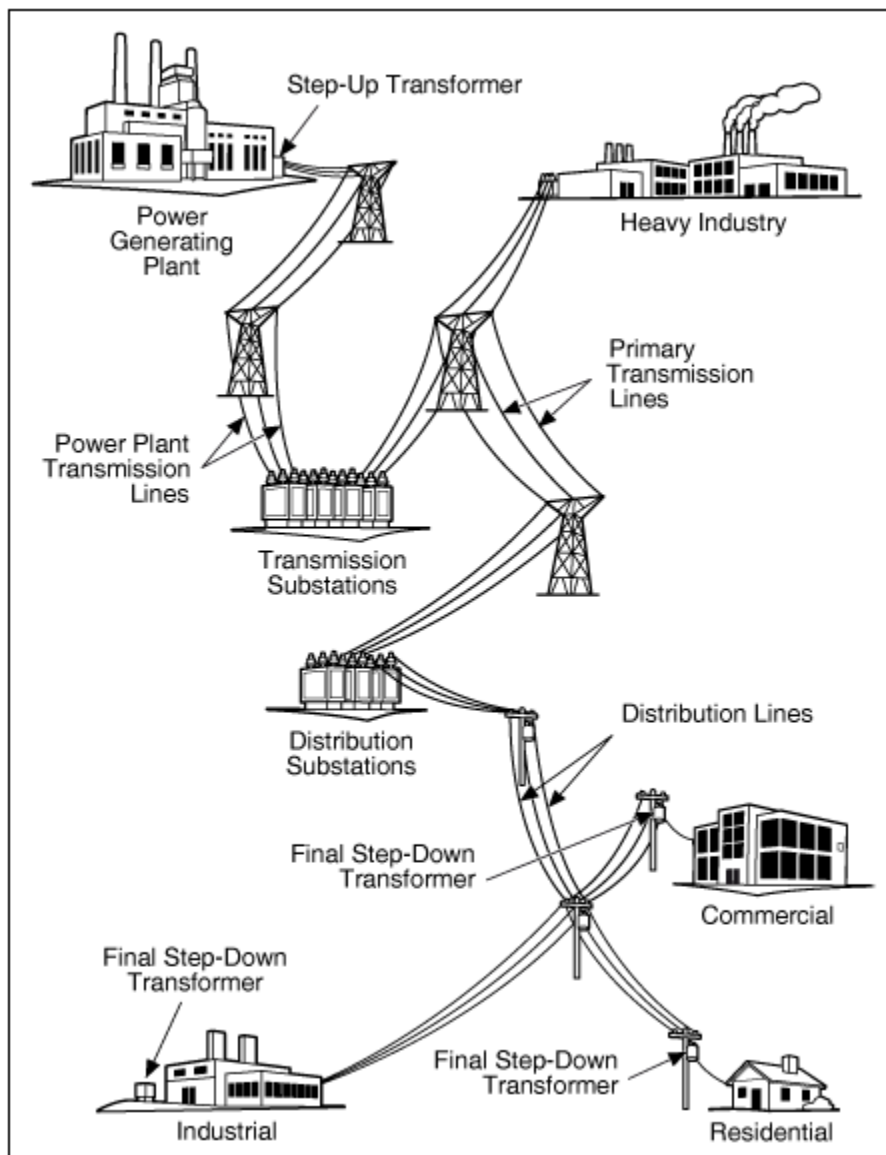 Step-Up Transformer
Power
Generating
Plant
Heavy Industry
Primary
Transmission
Lines
Power Plant
Transmission
Lines
Transmission
Substations
Distribution
Substations
Distribution Lines
Final Step-Down
Transformer
Commercial
Final Step-Down
Transformer
Final Step-Down
Transformer
Industrial
Residential